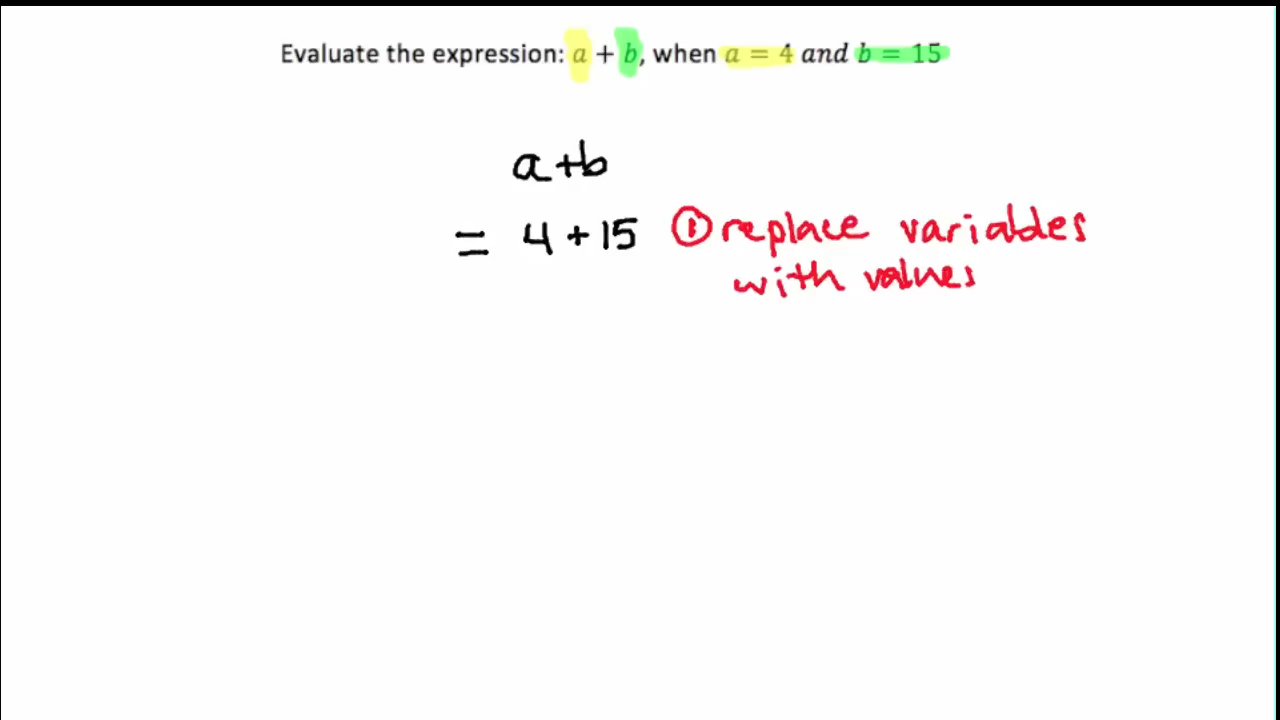 Evaluate the expression: a + b, when a = 4 and b = 15
a+b
= 4 + 15 ① replace variables
with values